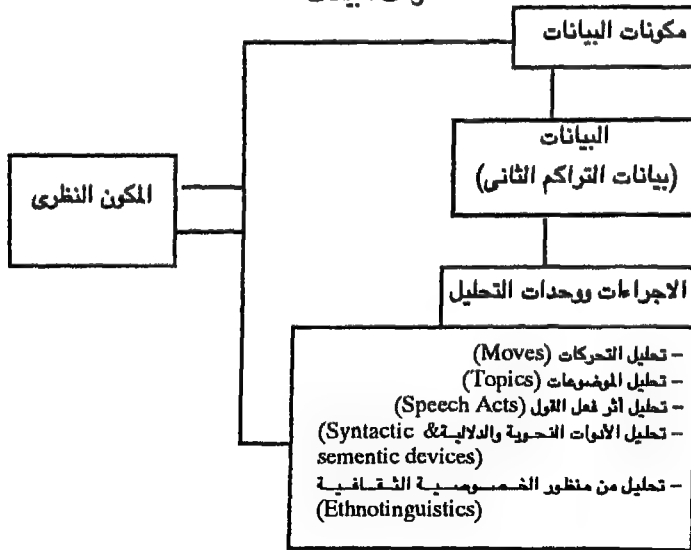 مكونات البيانات
البيانات
(بيانات التراكم الثانى)
المكون النظرى
الاجراءات ووحدات التحليل
– تحليل التحركات (Moves)
– تحليل الموضوعات (Topics)
– تحليل أثر فعل القول (Speech Acts)
– تحليل الأدوات النحوية والدلالية (Syntactic &
sementic devices)
– تحليل من منظور الخصوصية الثقافية
(Ethnotinguistics)